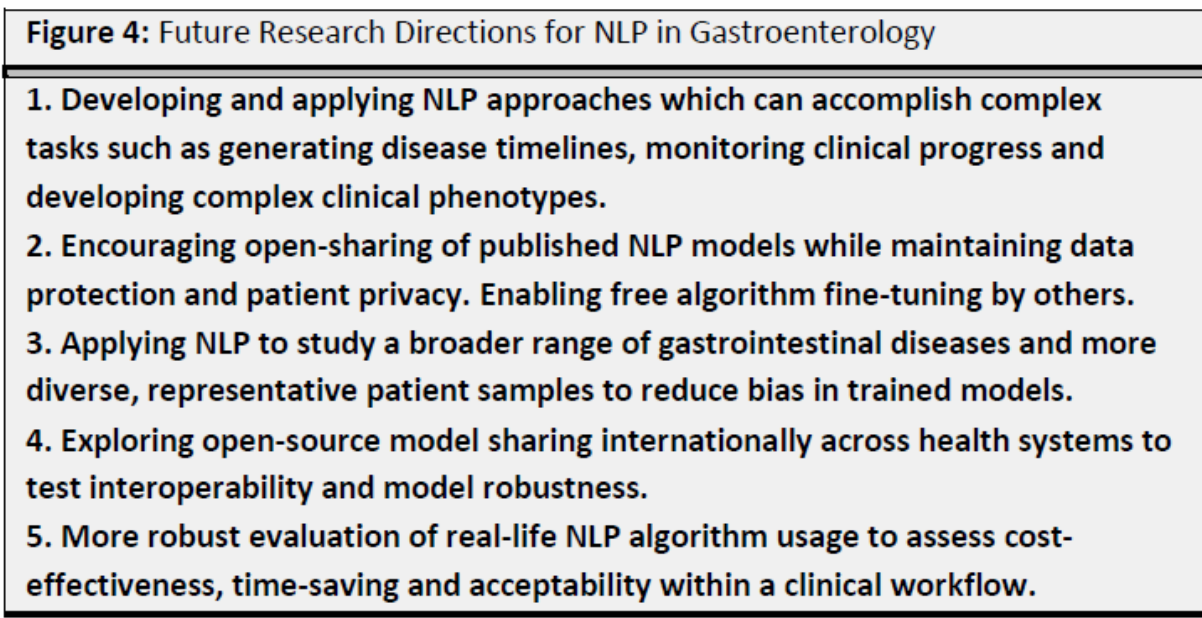 Figure 4: Future Research Directions for NLP in Gastroenterology
1. Developing and applying NLP approaches which can accomplish complex
tasks such as generating disease timelines, monitoring clinical progress and
developing complex clinical phenotypes.
2. Encouraging open-sharing of published NLP models while maintaining data
protection and patient privacy. Enabling free algorithm fine-tuning by others.
3. Applying NLP to study a broader range of gastrointestinal diseases and more
diverse, representative patient samples to reduce bias in trained models.
4. Exploring open-source model sharing internationally across health systems to
test interoperability and model robustness.
5. More robust evaluation of real-life NLP algorithm usage to assess cost-
effectiveness, time-saving and acceptability within a clinical workflow.